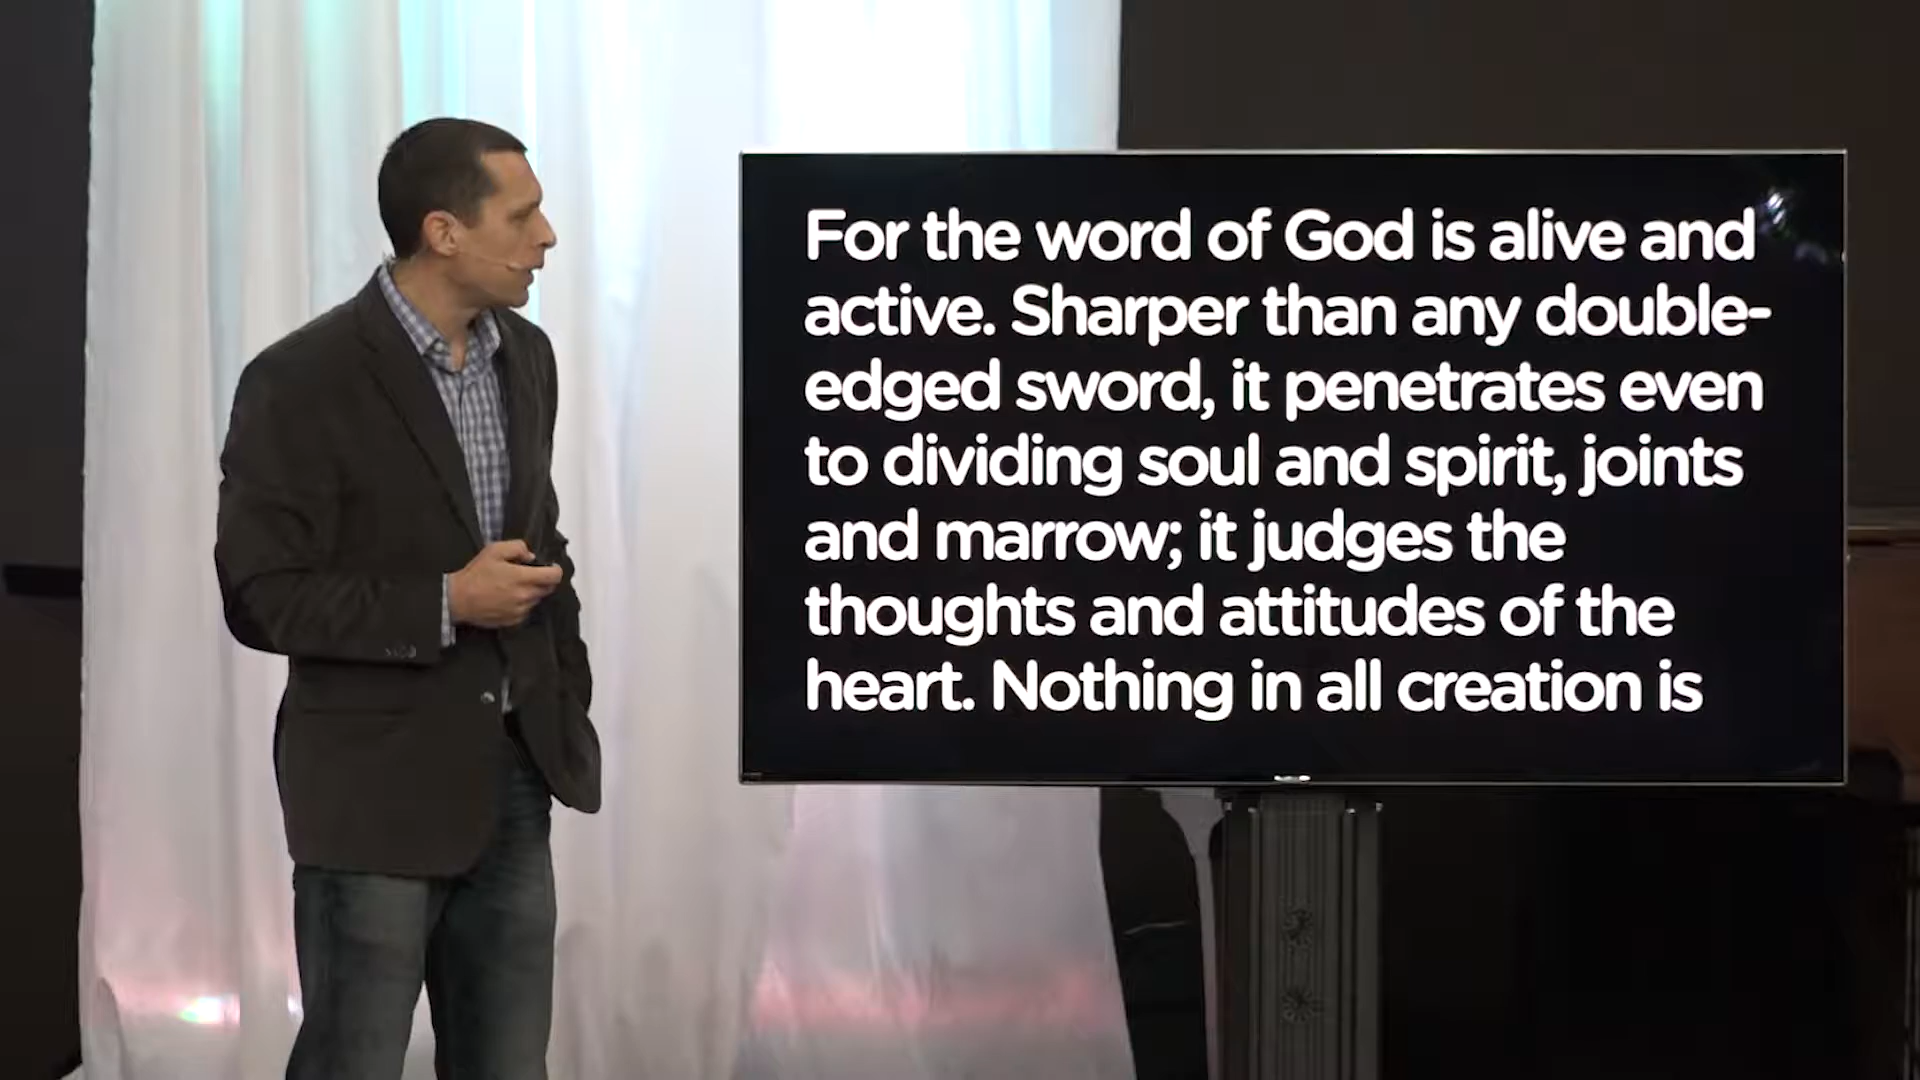 For the word of God is alive and
active. Sharper than any double-
edged sword, it penetrates even
to dividing soul and spirit, joints
and marrow; it judges the
thoughts and attitudes of the
heart. Nothing in all creation is